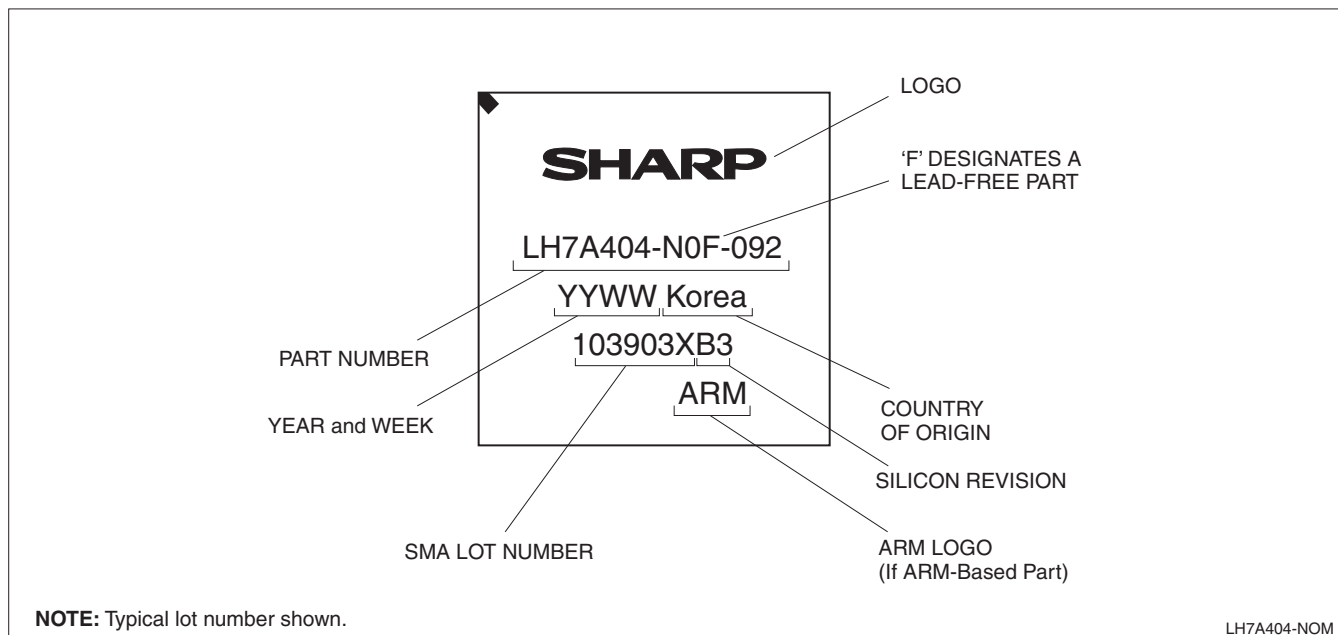 LOGO
SHARP
‘F’ DESIGNATES A
LEAD-FREE PART
LH7A404-N0F-092
YYWW Korea
103903XB3
ARM
PART NUMBER
YEAR and WEEK
COUNTRY
OF ORIGIN
SILICON REVISION
SMA LOT NUMBER
ARM LOGO
(If ARM-Based Part)
NOTE: Typical lot number shown.
LH7A404-NOM